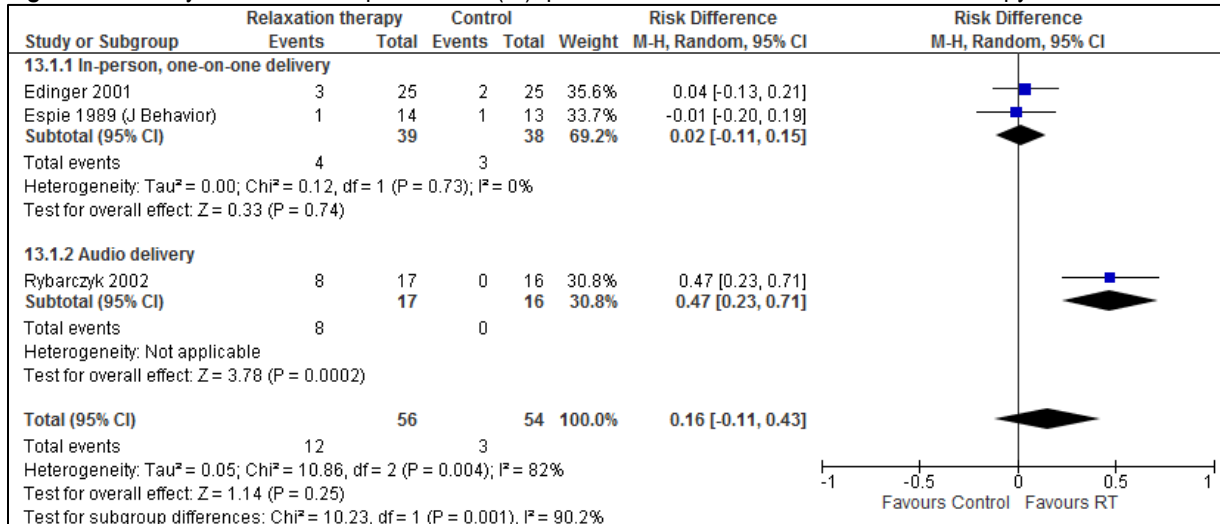 Relaxation therapy Control Risk Difference Risk Difference
Study or Subgroup Events Total Events Total Weight M-H, Random, 95% CI M-H, Random, 95% CI
13.1.1 In-person, one-on-one delivery
Edinger 2001 3 25 2 25 35.6% 0.04 [-0.13, 0.21]
Espie 1989 (J Behavior) 1 14 1 13 33.7% -0.01 [-0.20, 0.19]
Subtotal (95% CI) 39 38 69.2% 0.02 [-0.11, 0.15]
Total events 4 3
Heterogeneity: Tau² = 0.00; Chi² = 0.12, df = 1 (P = 0.73); I² = 0%
Test for overall effect: Z = 0.33 (P = 0.74)
13.1.2 Audio delivery
Rybarczyk 2002 8 17 0 16 30.8% 0.47 [0.23, 0.71]
Subtotal (95% CI) 17 16 30.8% 0.47 [0.23, 0.71]
Total events 8 0
Heterogeneity: Not applicable
Test for overall effect: Z = 3.78 (P = 0.0002)
Total (95% CI) 56 54 100.0% 0.16 [-0.11, 0.43]
Total events 12 3
Heterogeneity: Tau² = 0.05; Chi² = 10.86, df = 2 (P = 0.004); I² = 82%
Test for overall effect: Z = 1.14 (P = 0.25)
Test for subgroup differences: Chi² = 10.23, df = 1 (P = 0.001), I² = 90.2%
-1 -0.5 0 0.5 1
Favours Control Favours RT